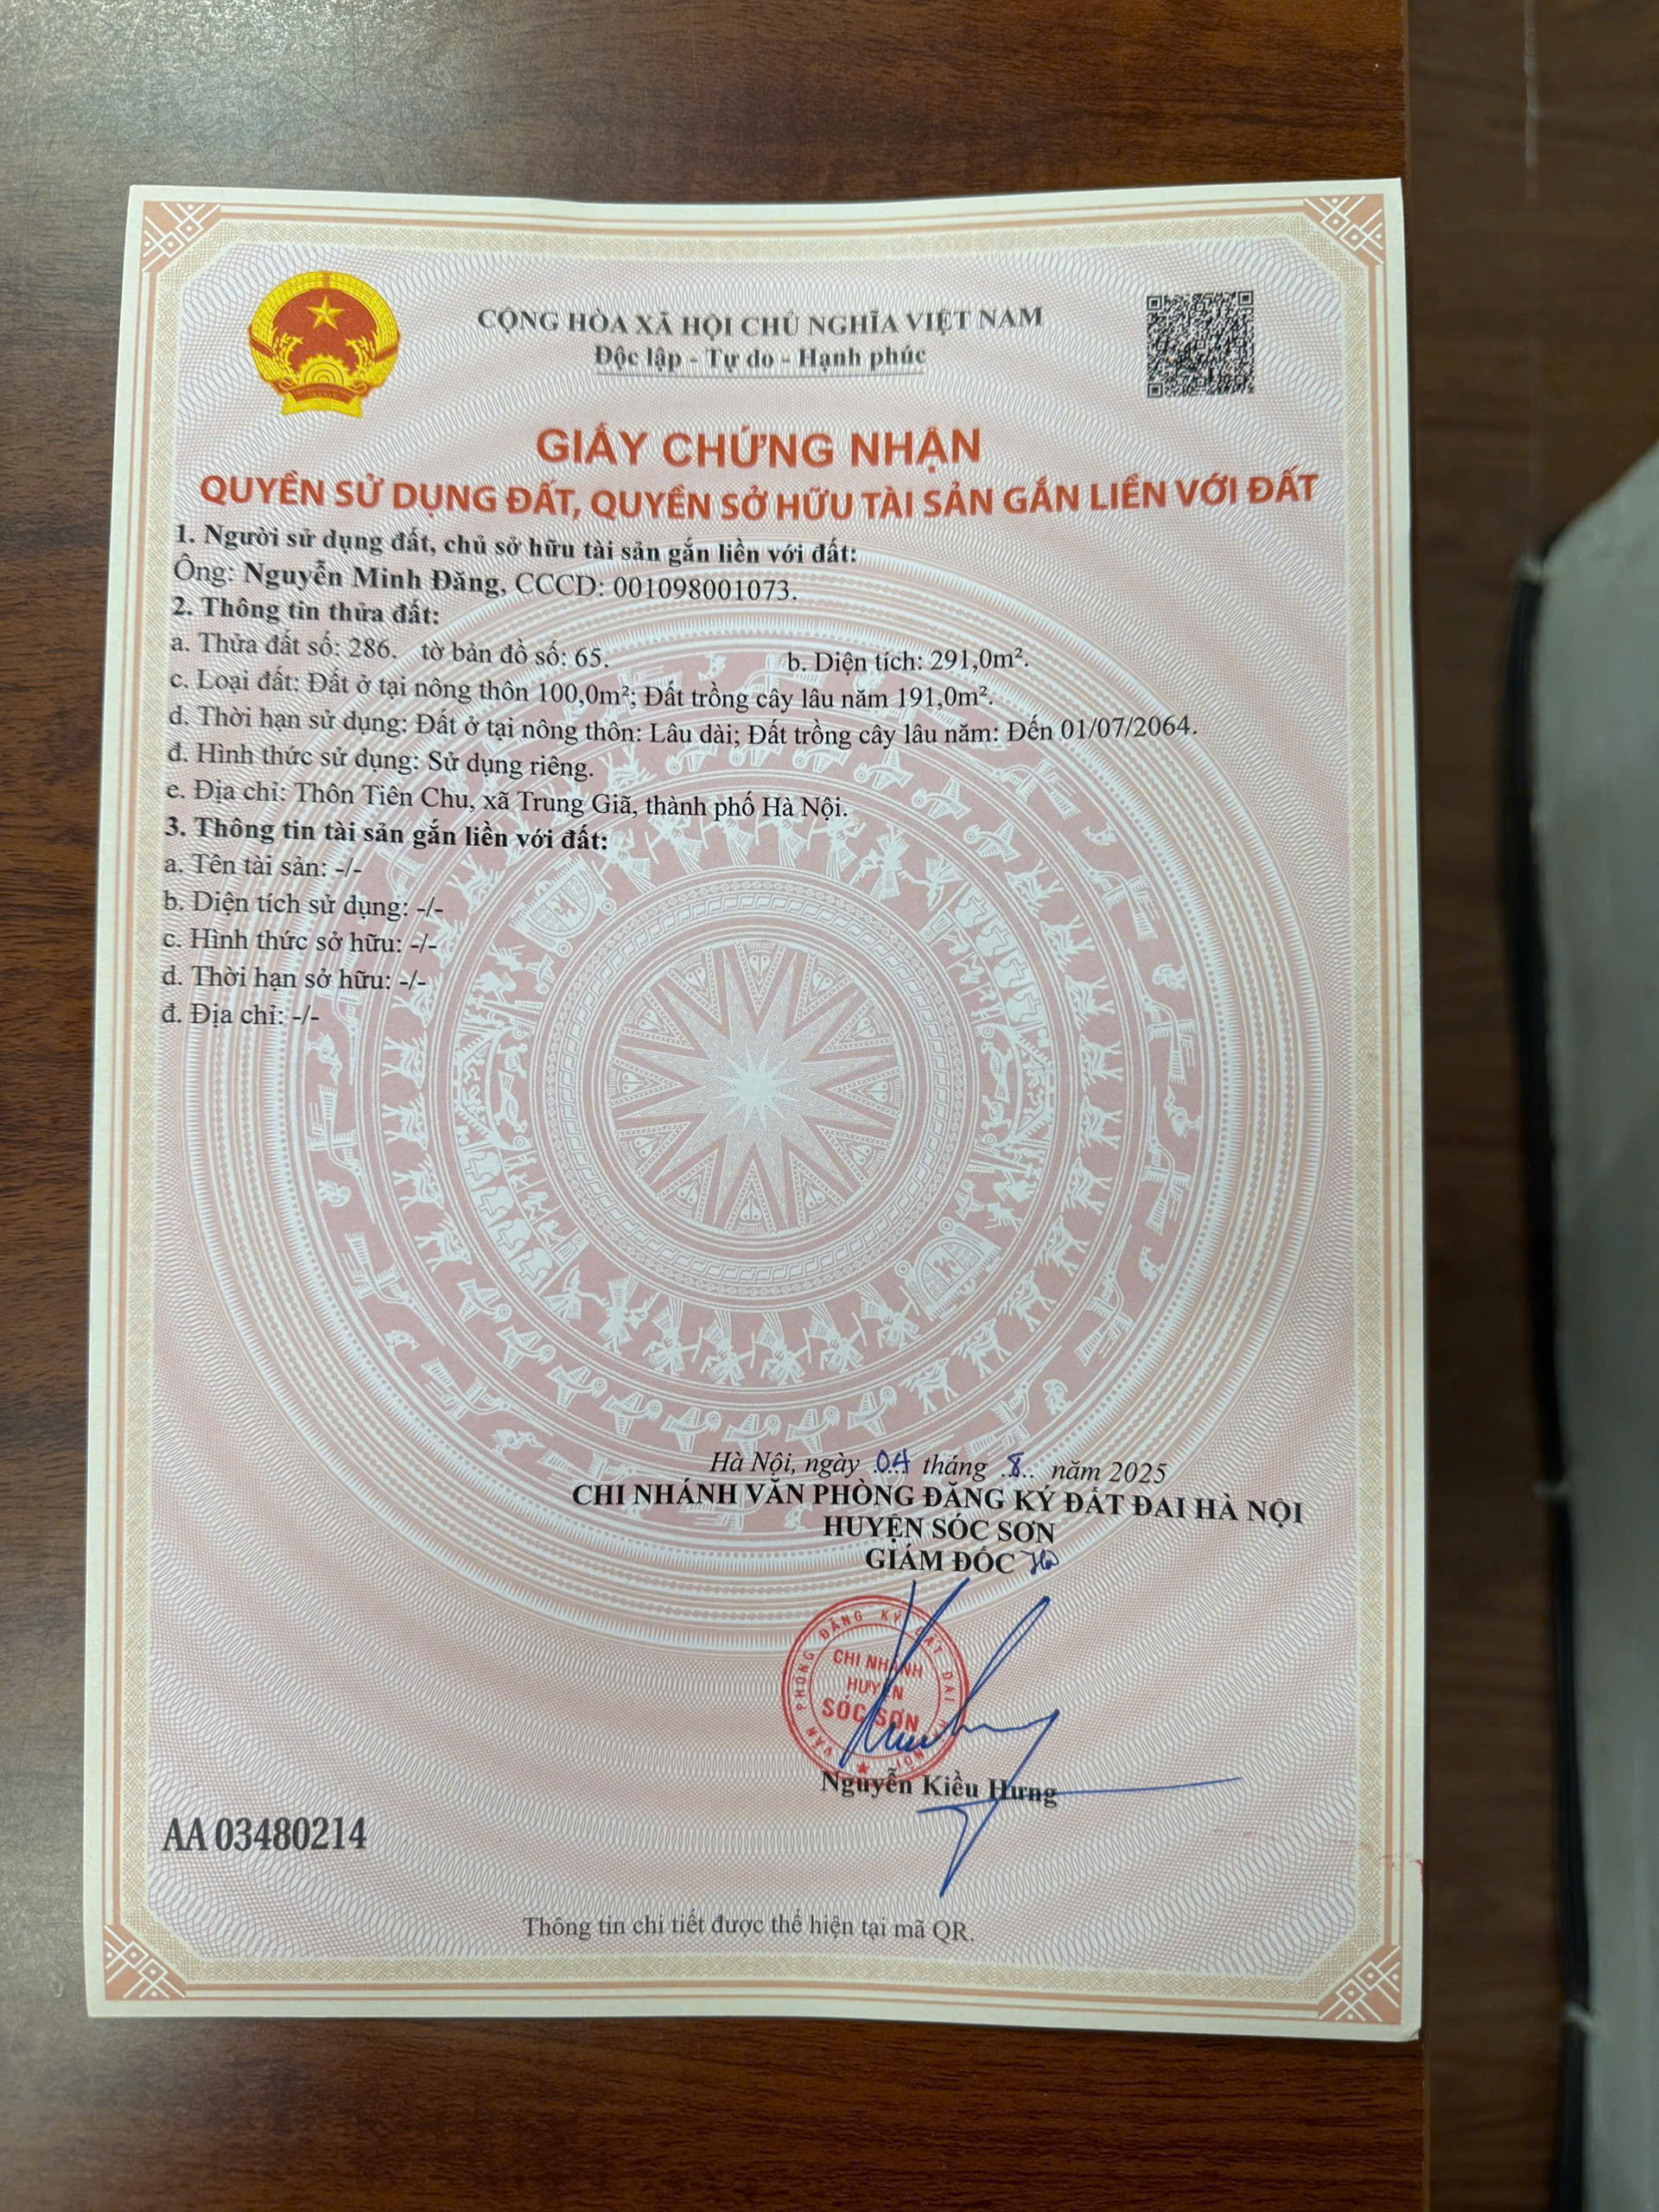 CỘNG HÒA XÃ HỘI CHỦ NGHĨA VIỆT NAM
Độc lập - Tự do - Hạnh phúc
GIẤY CHỨNG NHẬN
QUYỀN SỬ DỤNG ĐẤT, QUYỀN SỞ HỮU TÀI SẢN GẮN LIỀN VỚI ĐẤT
1. Người sử dụng đất, chủ sở hữu tài sản gắn liền với đất:
Ông: Nguyễn Minh Đăng, CCCD: 001098001073.
2. Thông tin thửa đất:
a. Thửa đất số: 286. tờ bản đồ số: 65. b. Diện tích: 291,0m².
c. Loại đất: Đất ở tại nông thôn 100,0m²; Đất trồng cây lâu năm 191,0m².
d. Thời hạn sử dụng: Đất ở tại nông thôn: Lâu dài; Đất trồng cây lâu năm: Đến 01/07/2064.
đ. Hình thức sử dụng: Sử dụng riêng.
e. Địa chỉ: Thôn Tiên Chu, xã Trung Giã, thành phố Hà Nội.
3. Thông tin tài sản gắn liền với đất:
a. Tên tài sản: -/-
b. Diện tích sử dụng: -/-
c. Hình thức sở hữu: -/-
d. Thời hạn sở hữu: -/-
đ. Địa chỉ: -/-
Hà Nội, ngày 04 tháng 8 năm 2025
CHI NHÁNH VĂN PHÒNG ĐĂNG KÝ ĐẤT ĐAI HÀ NỘI
HUYỆN SÓC SƠN
GIÁM ĐỐC
VĂN PHÒNG ĐĂNG KÝ ĐẤT ĐAI HÀ NỘI
CHI NHÁNH
HUYỆN
SÓC SƠN
Nguyễn Kiều Hưng
AA 03480214
Thông tin chi tiết được thể hiện tại mã QR.